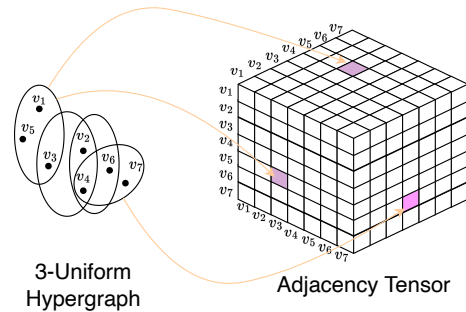 v₇
v₆
v₅
v₄
v₃
v₂
v₁
v₁
v₂
v₃
v₄
v₅
v₆
v₇
v₁
v₂
v₃
v₄
v₅
v₆
v₇
v₁
v₅
v₂
v₃
v₆
v₄
v₇
3-Uniform
Hypergraph
Adjacency Tensor